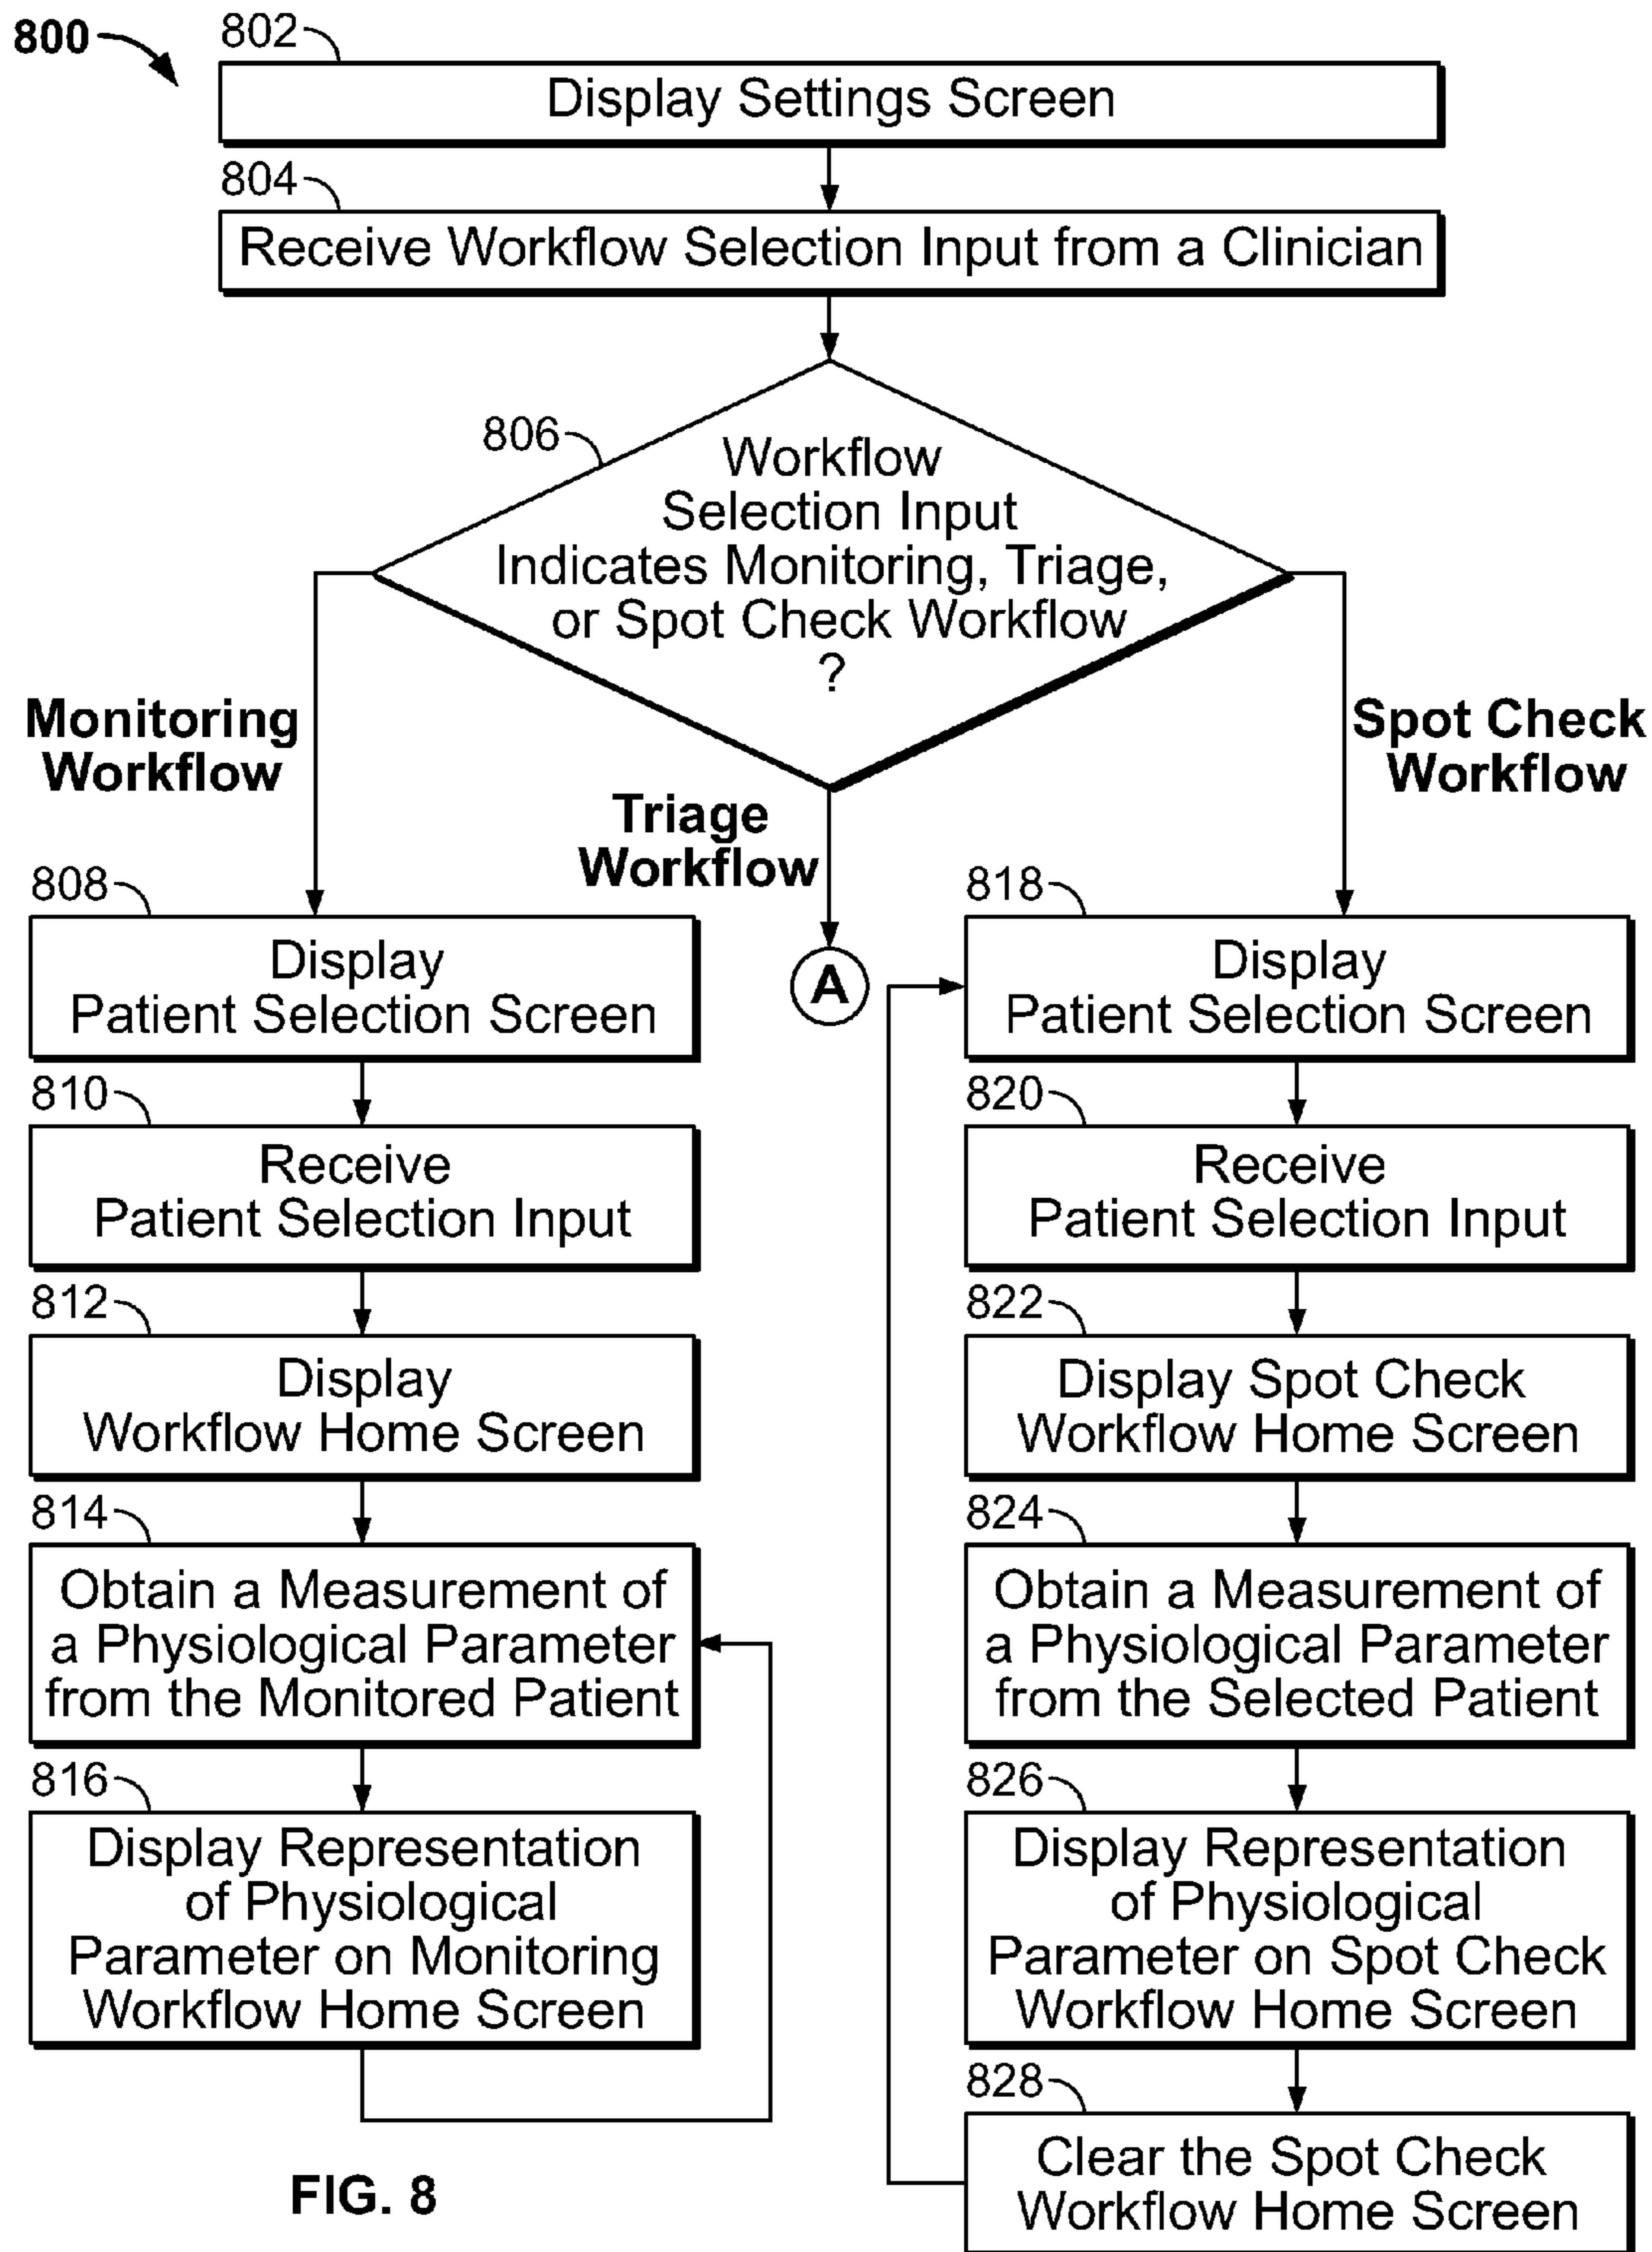 800
802
Display Settings Screen
804
Receive Workflow Selection Input from a Clinician
806
Workflow
Selection Input
Indicates Monitoring, Triage,
or Spot Check Workflow
?
Monitoring
Workflow
Triage
Workflow
Spot Check
Workflow
A
808
Display
Patient Selection Screen
810
Receive
Patient Selection Input
812
Display
Workflow Home Screen
814
Obtain a Measurement of
a Physiological Parameter
from the Monitored Patient
816
Display Representation
of Physiological
Parameter on Monitoring
Workflow Home Screen
818
Display
Patient Selection Screen
820
Receive
Patient Selection Input
822
Display Spot Check
Workflow Home Screen
824
Obtain a Measurement of
a Physiological Parameter
from the Selected Patient
826
Display Representation
of Physiological
Parameter on Spot Check
Workflow Home Screen
828
Clear the Spot Check
Workflow Home Screen
FIG. 8